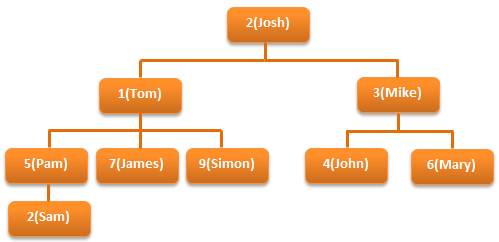 2(Josh)
1(Tom)
3(Mike)
5(Pam)
7(James)
9(Simon)
4(John)
6(Mary)
2(Sam)